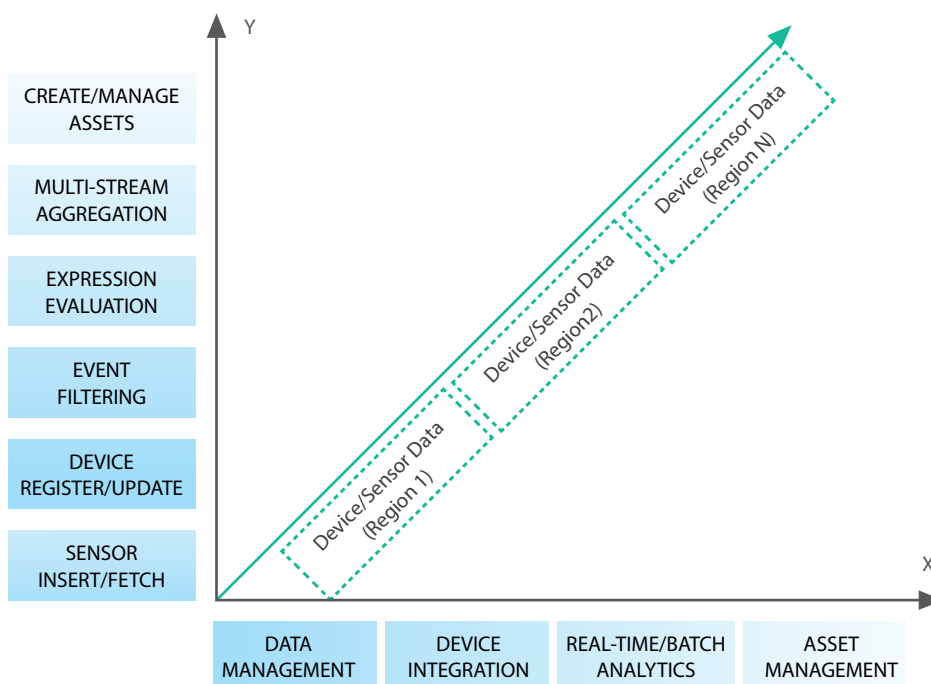 Y
CREATE/MANAGE
ASSETS
MULTI-STREAM
AGGREGATION
EXPRESSION
EVALUATION
EVENT
FILTERING
DEVICE
REGISTER/UPDATE
SENSOR
INSERT/FETCH
Device/Sensor Data
(Region N)
Device/Sensor Data
(Region2)
Device/Sensor Data
(Region 1)
X
DATA
MANAGEMENT
DEVICE
INTEGRATION
REAL-TIME/BATCH
ANALYTICS
ASSET
MANAGEMENT